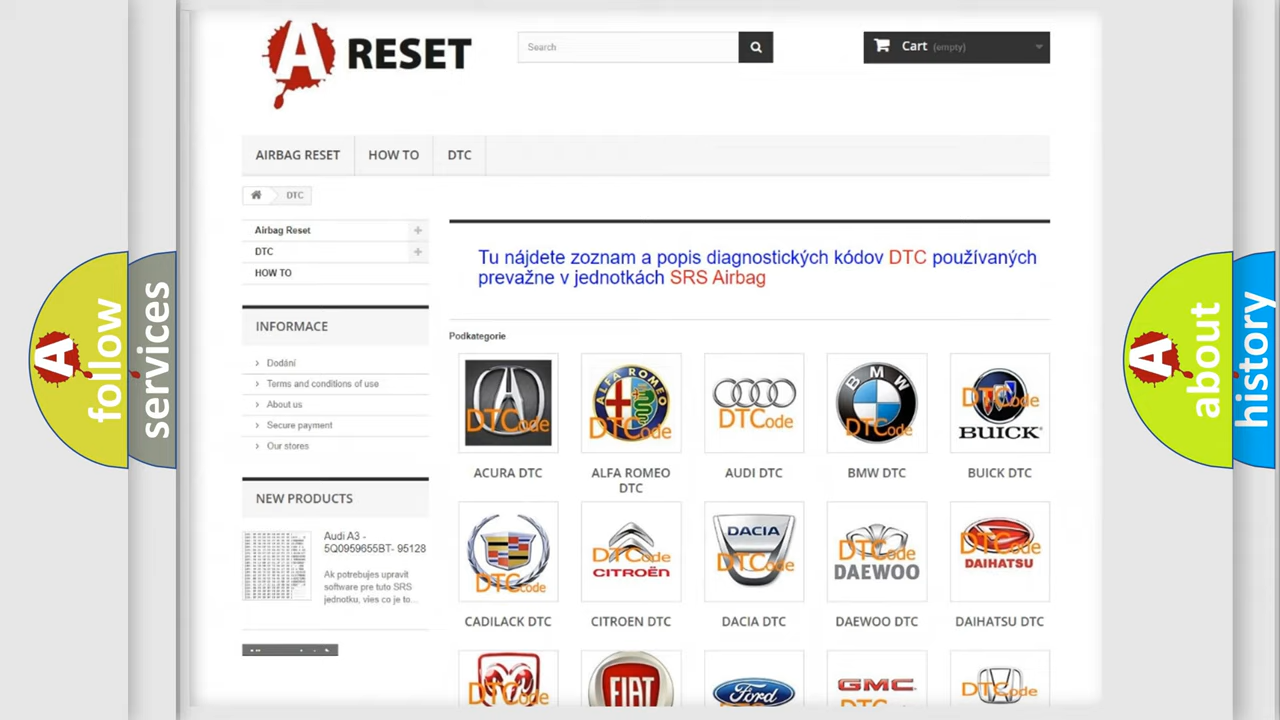 A RESET
Search
Cart (empty)
AIRBAG RESET
HOW TO
DTC
DTC
Airbag Reset
DTC
HOW TO
INFORMACE
Dodání
Terms and conditions of use
About us
Secure payment
Our stores
NEW PRODUCTS
Audi A3 -
5Q0959655BT- 95128
Ak potrebujes upravit
software pre tuto SRS
jednotku, vies co je to...
Tu nájdete zoznam a popis diagnostických kódov DTC používaných
prevažne v jednotkách SRS Airbag
Podkategorie
DTCode
ALFA ROMEO
DTCode
DTCode
BMW
DTCode
DTCode
BUICK
ACURA DTC
ALFA ROMEO
DTC
AUDI DTC
BMW DTC
BUICK DTC
DTCode
DTCode
CITROËN
DACIA
DTCode
DTCode
DAEWOO
DTCode
DAIHATSU
CADILACK DTC
CITROEN DTC
DACIA DTC
DAEWOO DTC
DAIHATSU DTC
DTCode
FIAT
Ford
GMC
DTCode
A follow
services
A about
history